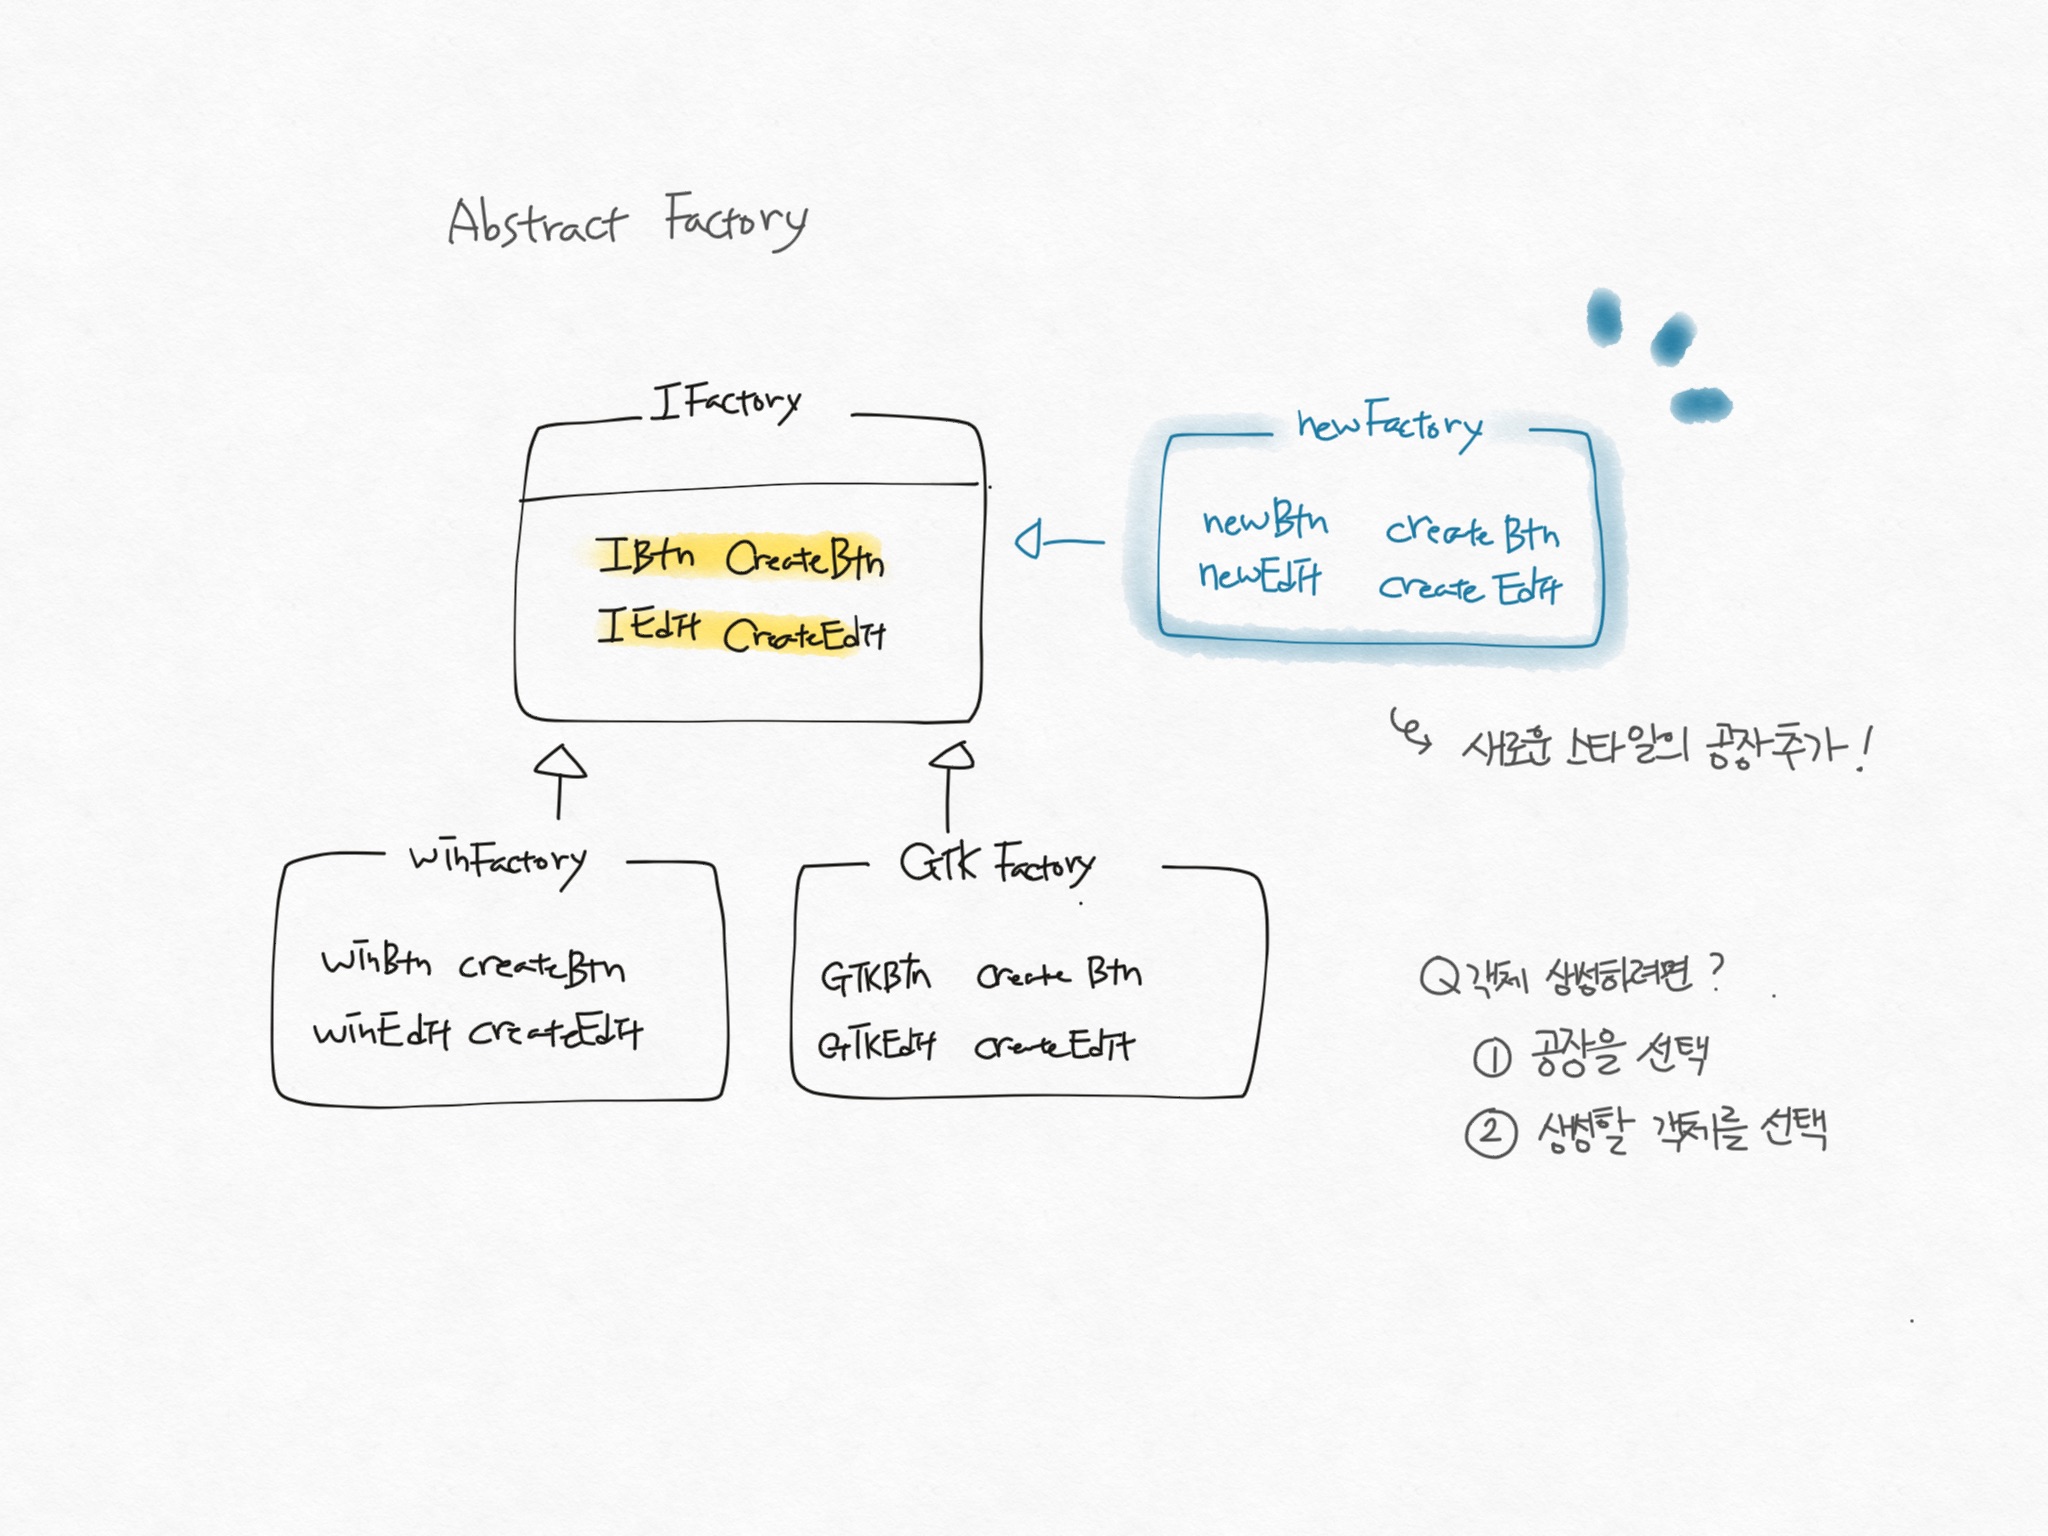 Abstract Factory
IFactory
IBtn CreateBtn
IEdit CreateEdit
newFactory
newBtn createBtn
newEdit createEdit
새로운 스타일의 공장추가!
winFactory
winBtn createBtn
winEdit createEdit
GTK Factory
GTKBtn create Btn
GTKEdit createEdit
Q 객체 생성하려면?
① 공장을 선택
② 생성할 객체를 선택